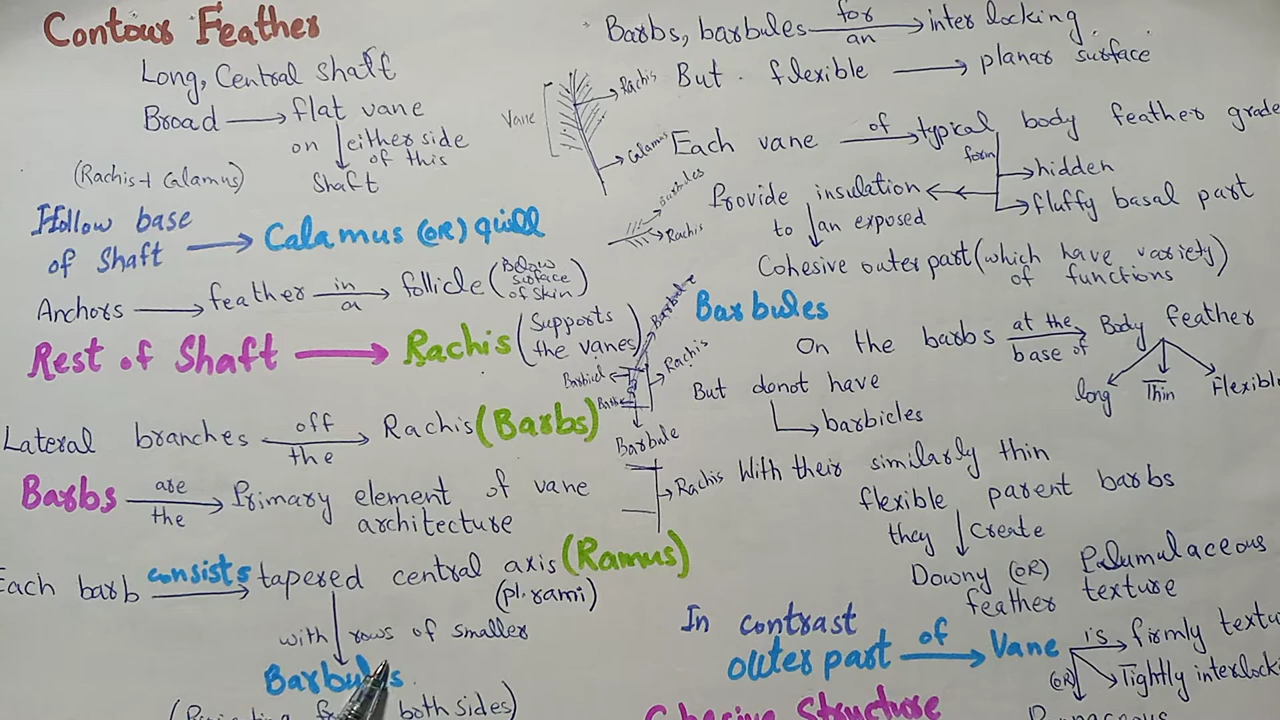 Contour Feather
Long, Central Shaft
Broad → flat vane
on either side
of this
(Rachis + Calamus)
Shaft
Hollow base
of Shaft → Calamus (OR) quill
Anchors → feather in a → follicle (Below surface of skin)
Rest of Shaft → Rachis (Supports the vanes)
Lateral branches off the → Rachis (Barbs)
Barbs are the → Primary element of vane
architecture
Each barb consists → tapered central axis (Ramus)
(pl. rami)
with rows of smaller
Barbules
both sides)
Barbs, barbules for an → inter locking
But flexible → planar surface
Vane
Rachis
Calamus
Each vane of → typical body feather grade
form
hidden
fluffy basal part
Provide insulation
to an exposed
Cohesive outer part (which have variety
of functions)
Barbules
Rachis
Barbule
Rachis
Barbicel
Barbule
Rachis
Barbules
On the barbs at the base of → Body feather
long Thin Flexible
But donot have
barbicles
With their similarly thin
flexible parent barbs
they create
Downy (OR) Palumulaceous
feather texture
In contrast
outer part of → Vane is → firmly textu
(OR) Tightly interlocki
Cohesive Structure